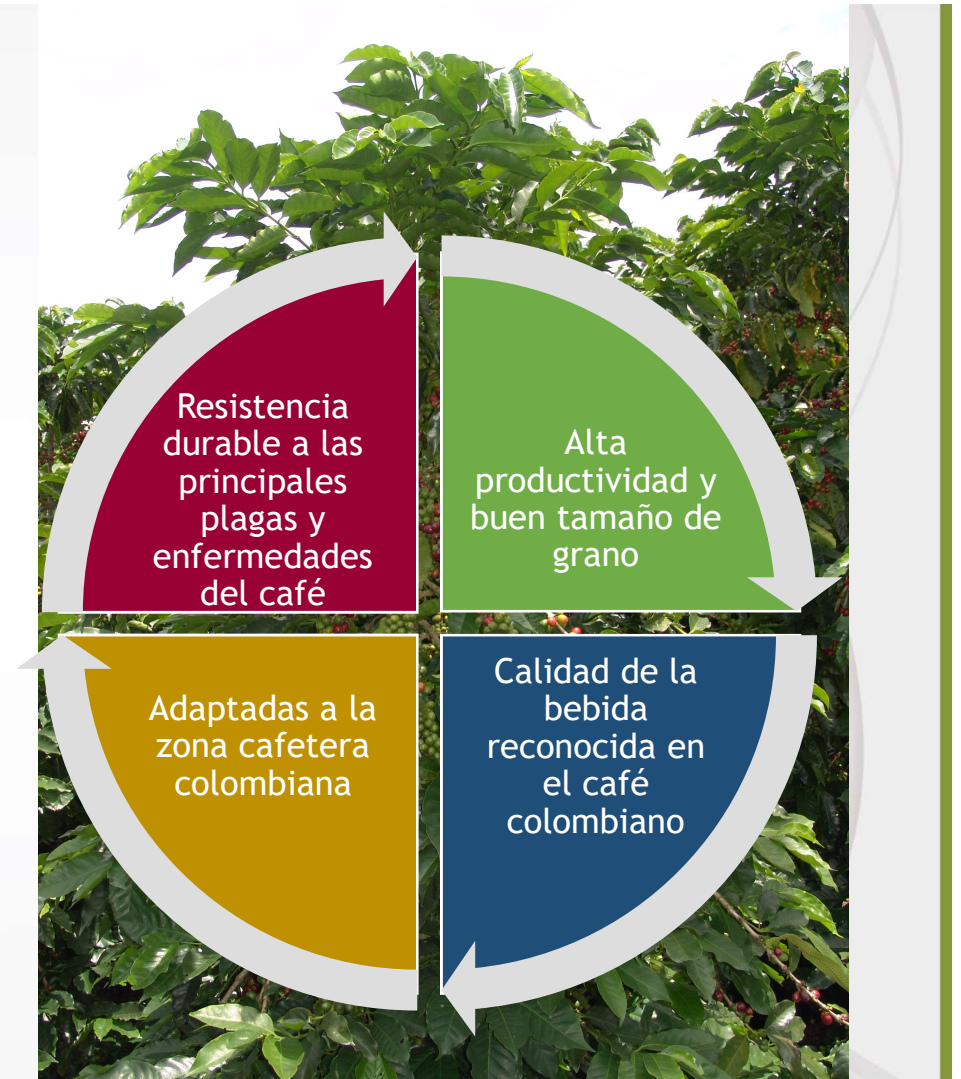 Resistencia
durable a las
principales
plagas y
enfermedades
del café
Alta
productividad y
buen tamaño de
grano
Adaptadas a la
zona cafetera
colombiana
Calidad de la
bebida
reconocida en
el café
colombiano